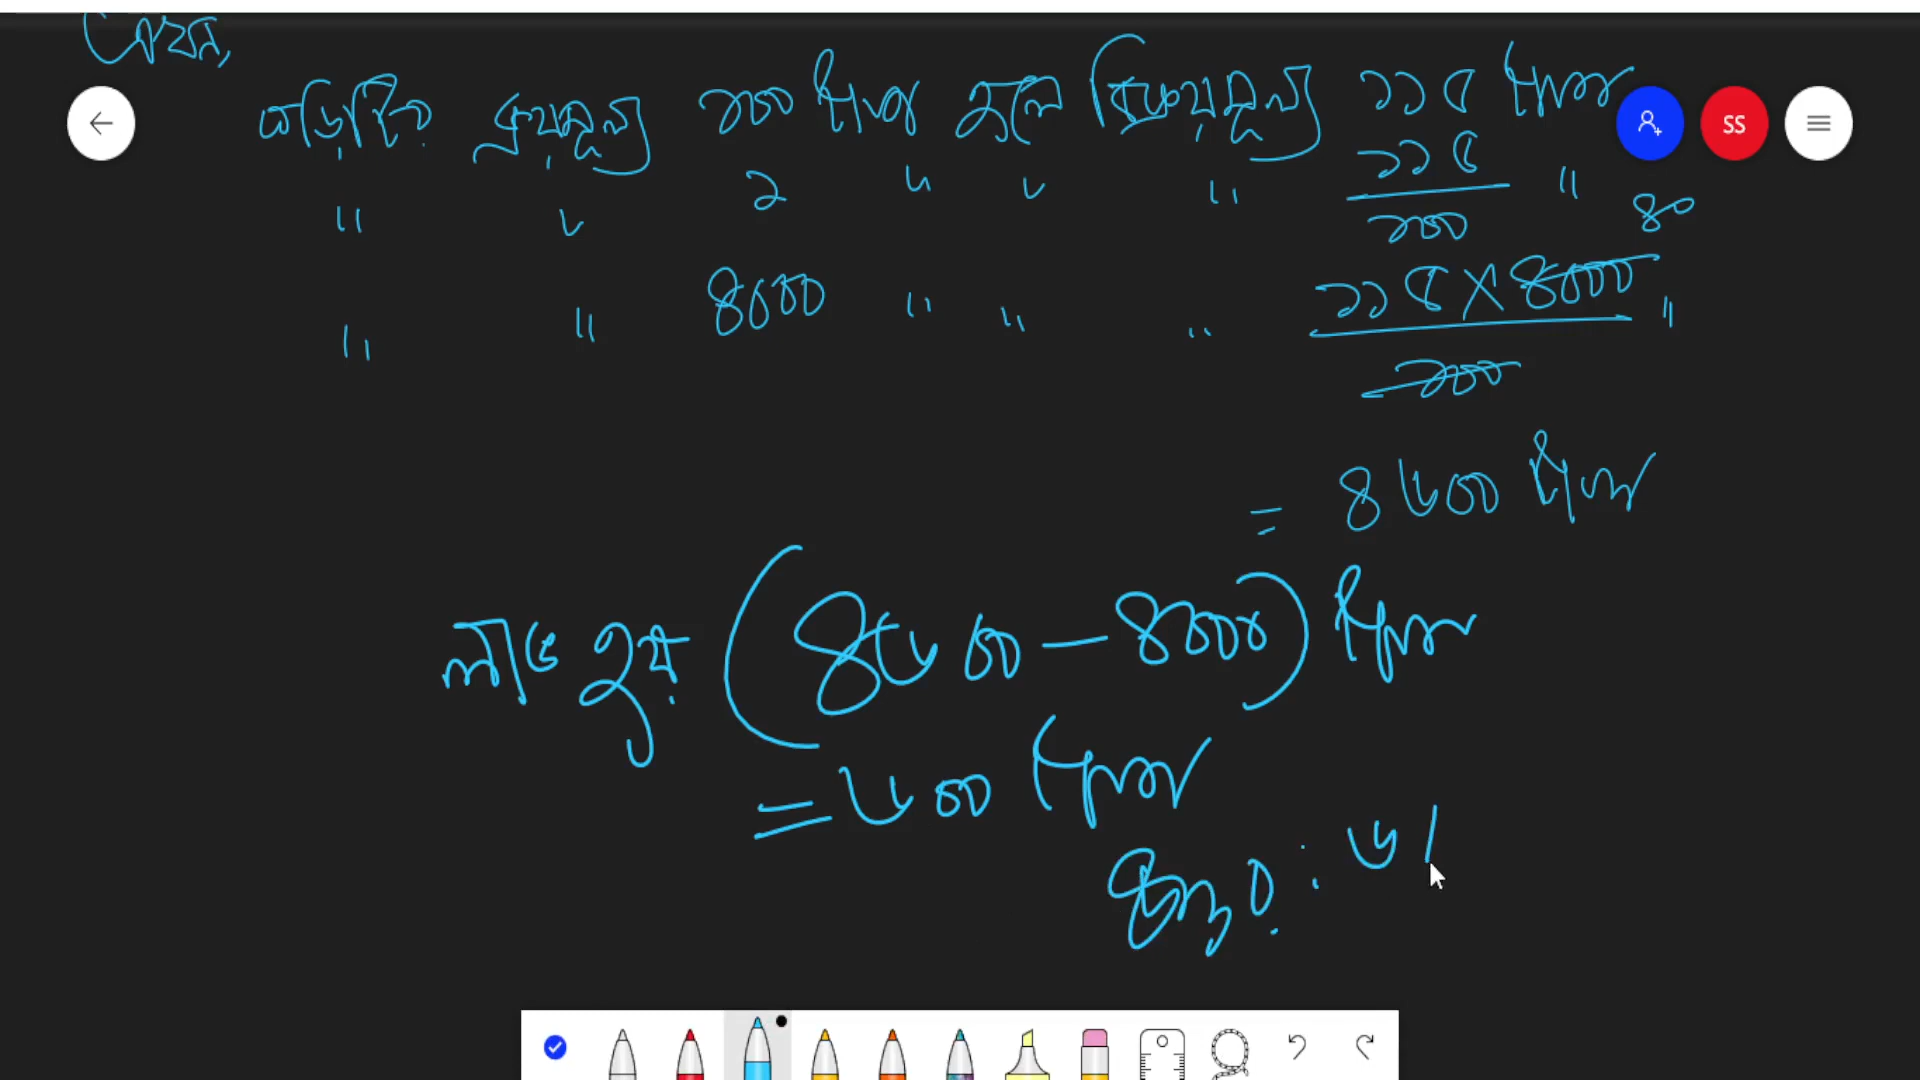 ঘড়িটির ক্রয়মূল্য ১০০ টাকা হলে বিক্রয়মূল্য ১১৫ টাকা
" " ১ " " " ১১৫/১০০ "
৪০
" " ৪০০০ " " " ১১৫×৪০০০/১০০ "
= ৪৬০০ টাকা
লাভ হয় (৪৬০০-৪০০০) টাকা
= ৬০০ টাকা
উত্তর : ৬
SS